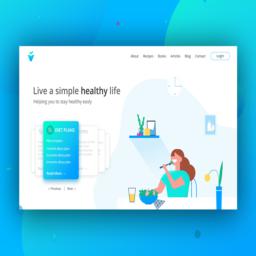 About Recipes Books Articles Blog Contact Login
Live a simple healthy life
Helping you to stay healthy easily
DIET PLANS
Read More
< Previous | Next >